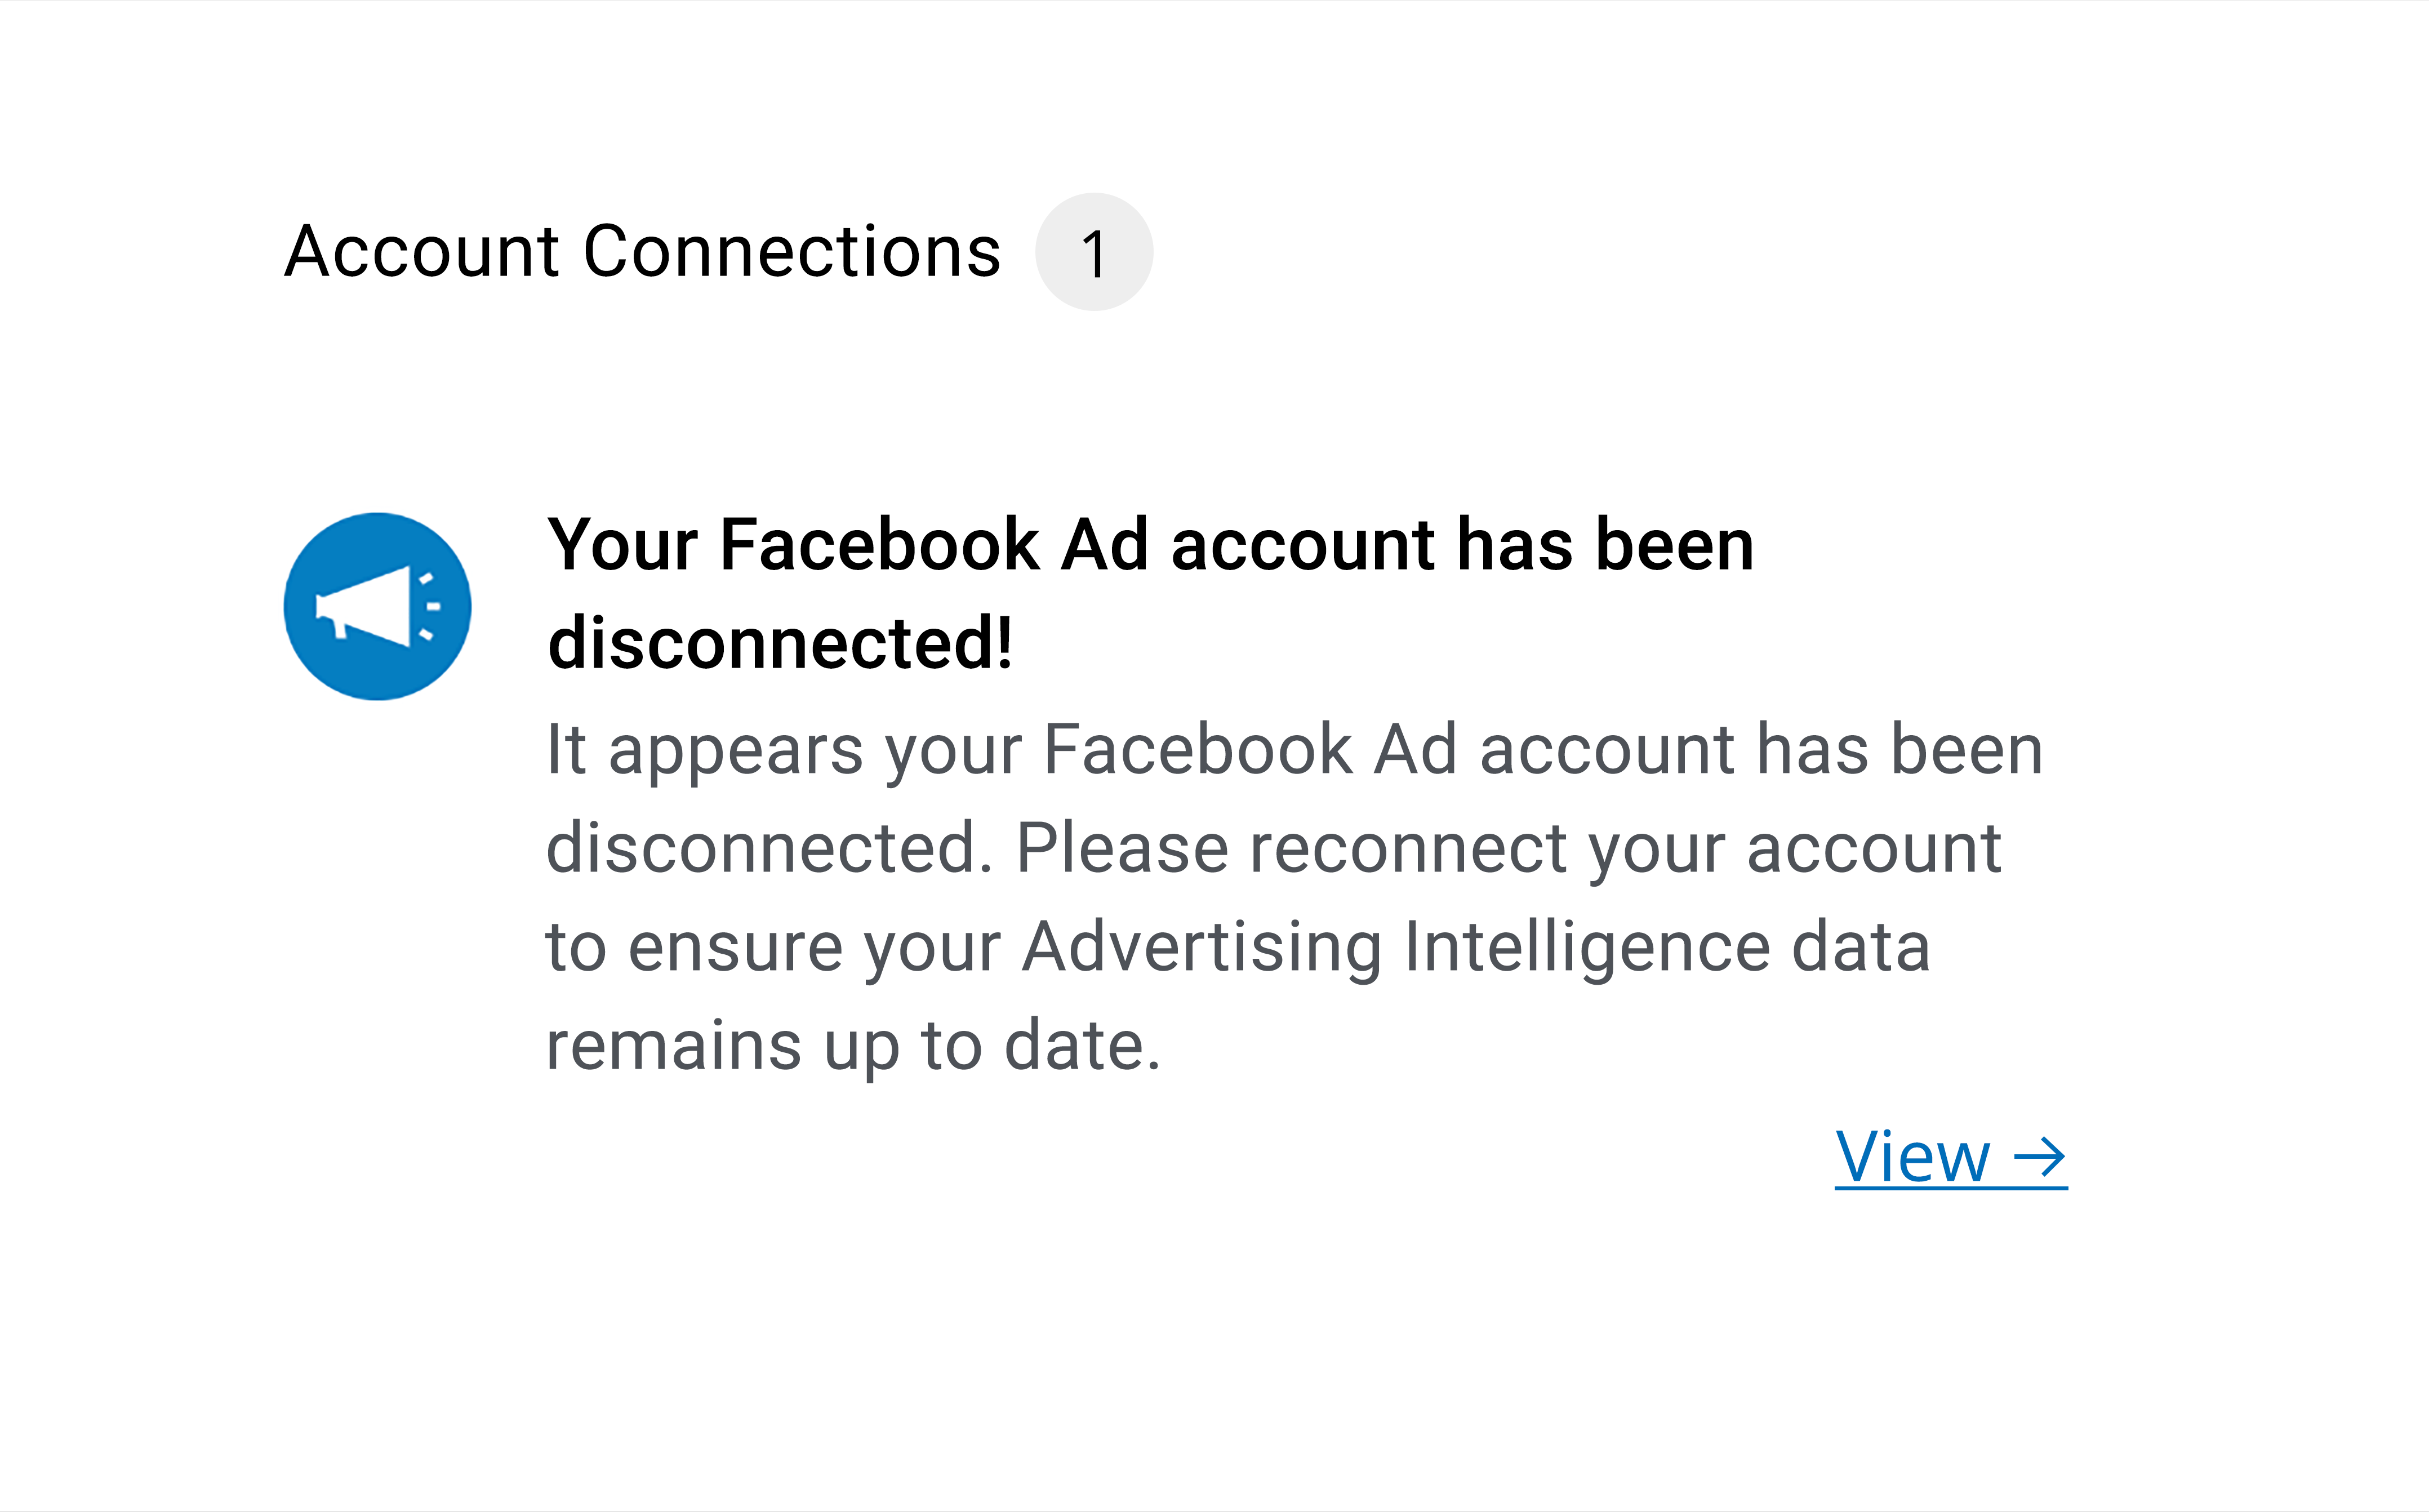 Account Connections 1
Your Facebook Ad account has been
disconnected!
It appears your Facebook Ad account has been
disconnected. Please reconnect your account
to ensure your Advertising Intelligence data
remains up to date.
View →